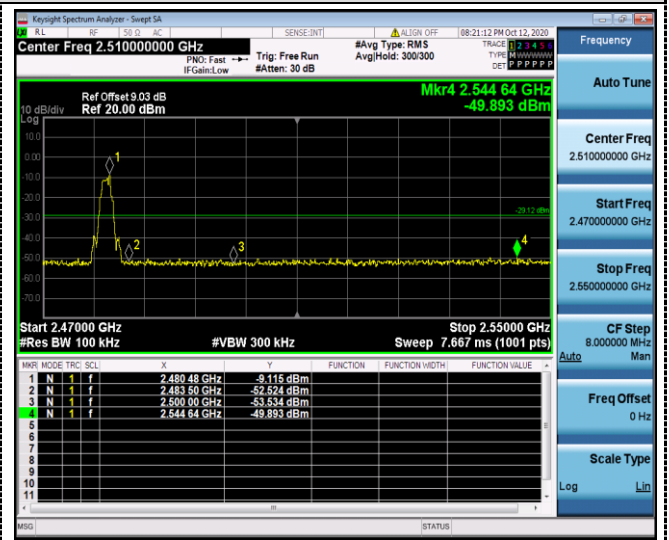 Keysight Spectrum Analyzer - Swept SA
RL RF 50 Ω AC SENSE:INT ALIGN OFF 08:21:12 PM Oct 12, 2020
Center Freq 2.510000000 GHz
PNO: Fast
IFGain:Low
Trig: Free Run
#Atten: 30 dB
#Avg Type: RMS
Avg|Hold: 300/300
TRACE 1 2 3 4 5 6
TYPE M WWWWW
DET P P P P P P
Ref Offset 9.03 dB
10 dB/div Ref 20.00 dBm
Log
Mkr4 2.544 64 GHz
-49.893 dBm
10.0
0.00
-10.0
-20.0
-30.0
-40.0
-50.0
-60.0
-70.0
1
2
3
4
-29.12 dBm
Start 2.47000 GHz Stop 2.55000 GHz
#Res BW 100 kHz #VBW 300 kHz Sweep 7.667 ms (1001 pts)
MKR MODE TRC SCL X Y FUNCTION FUNCTION WIDTH FUNCTION VALUE
1 N 1 f 2.480 48 GHz -9.115 dBm
2 N 1 f 2.483 50 GHz -52.524 dBm
3 N 1 f 2.500 00 GHz -53.534 dBm
4 N 1 f 2.544 64 GHz -49.893 dBm
5
6
7
8
9
10
11
MSG STATUS
Frequency
Auto Tune
Center Freq
2.510000000 GHz
Start Freq
2.470000000 GHz
Stop Freq
2.550000000 GHz
CF Step
8.000000 MHz
Auto Man
Freq Offset
0 Hz
Scale Type
Log Lin